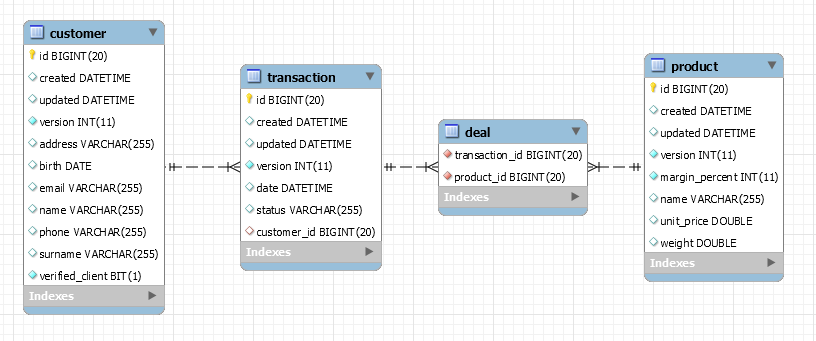 customer
id BIGINT(20)
created DATETIME
updated DATETIME
version INT(11)
address VARCHAR(255)
birth DATE
email VARCHAR(255)
name VARCHAR(255)
phone VARCHAR(255)
surname VARCHAR(255)
verified_client BIT(1)
Indexes
transaction
id BIGINT(20)
created DATETIME
updated DATETIME
version INT(11)
date DATETIME
status VARCHAR(255)
customer_id BIGINT(20)
Indexes
deal
transaction_id BIGINT(20)
product_id BIGINT(20)
Indexes
product
id BIGINT(20)
created DATETIME
updated DATETIME
version INT(11)
margin_percent INT(11)
name VARCHAR(255)
unit_price DOUBLE
weight DOUBLE
Indexes